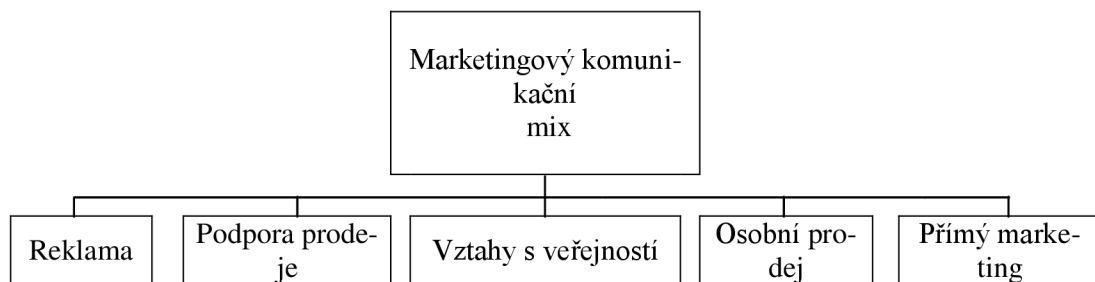 Marketingový komuni-
kační
mix
Reklama
Podpora prode-
je
Vztahy s veřejností
Osobní pro-
dej
Přímý marke-
ting